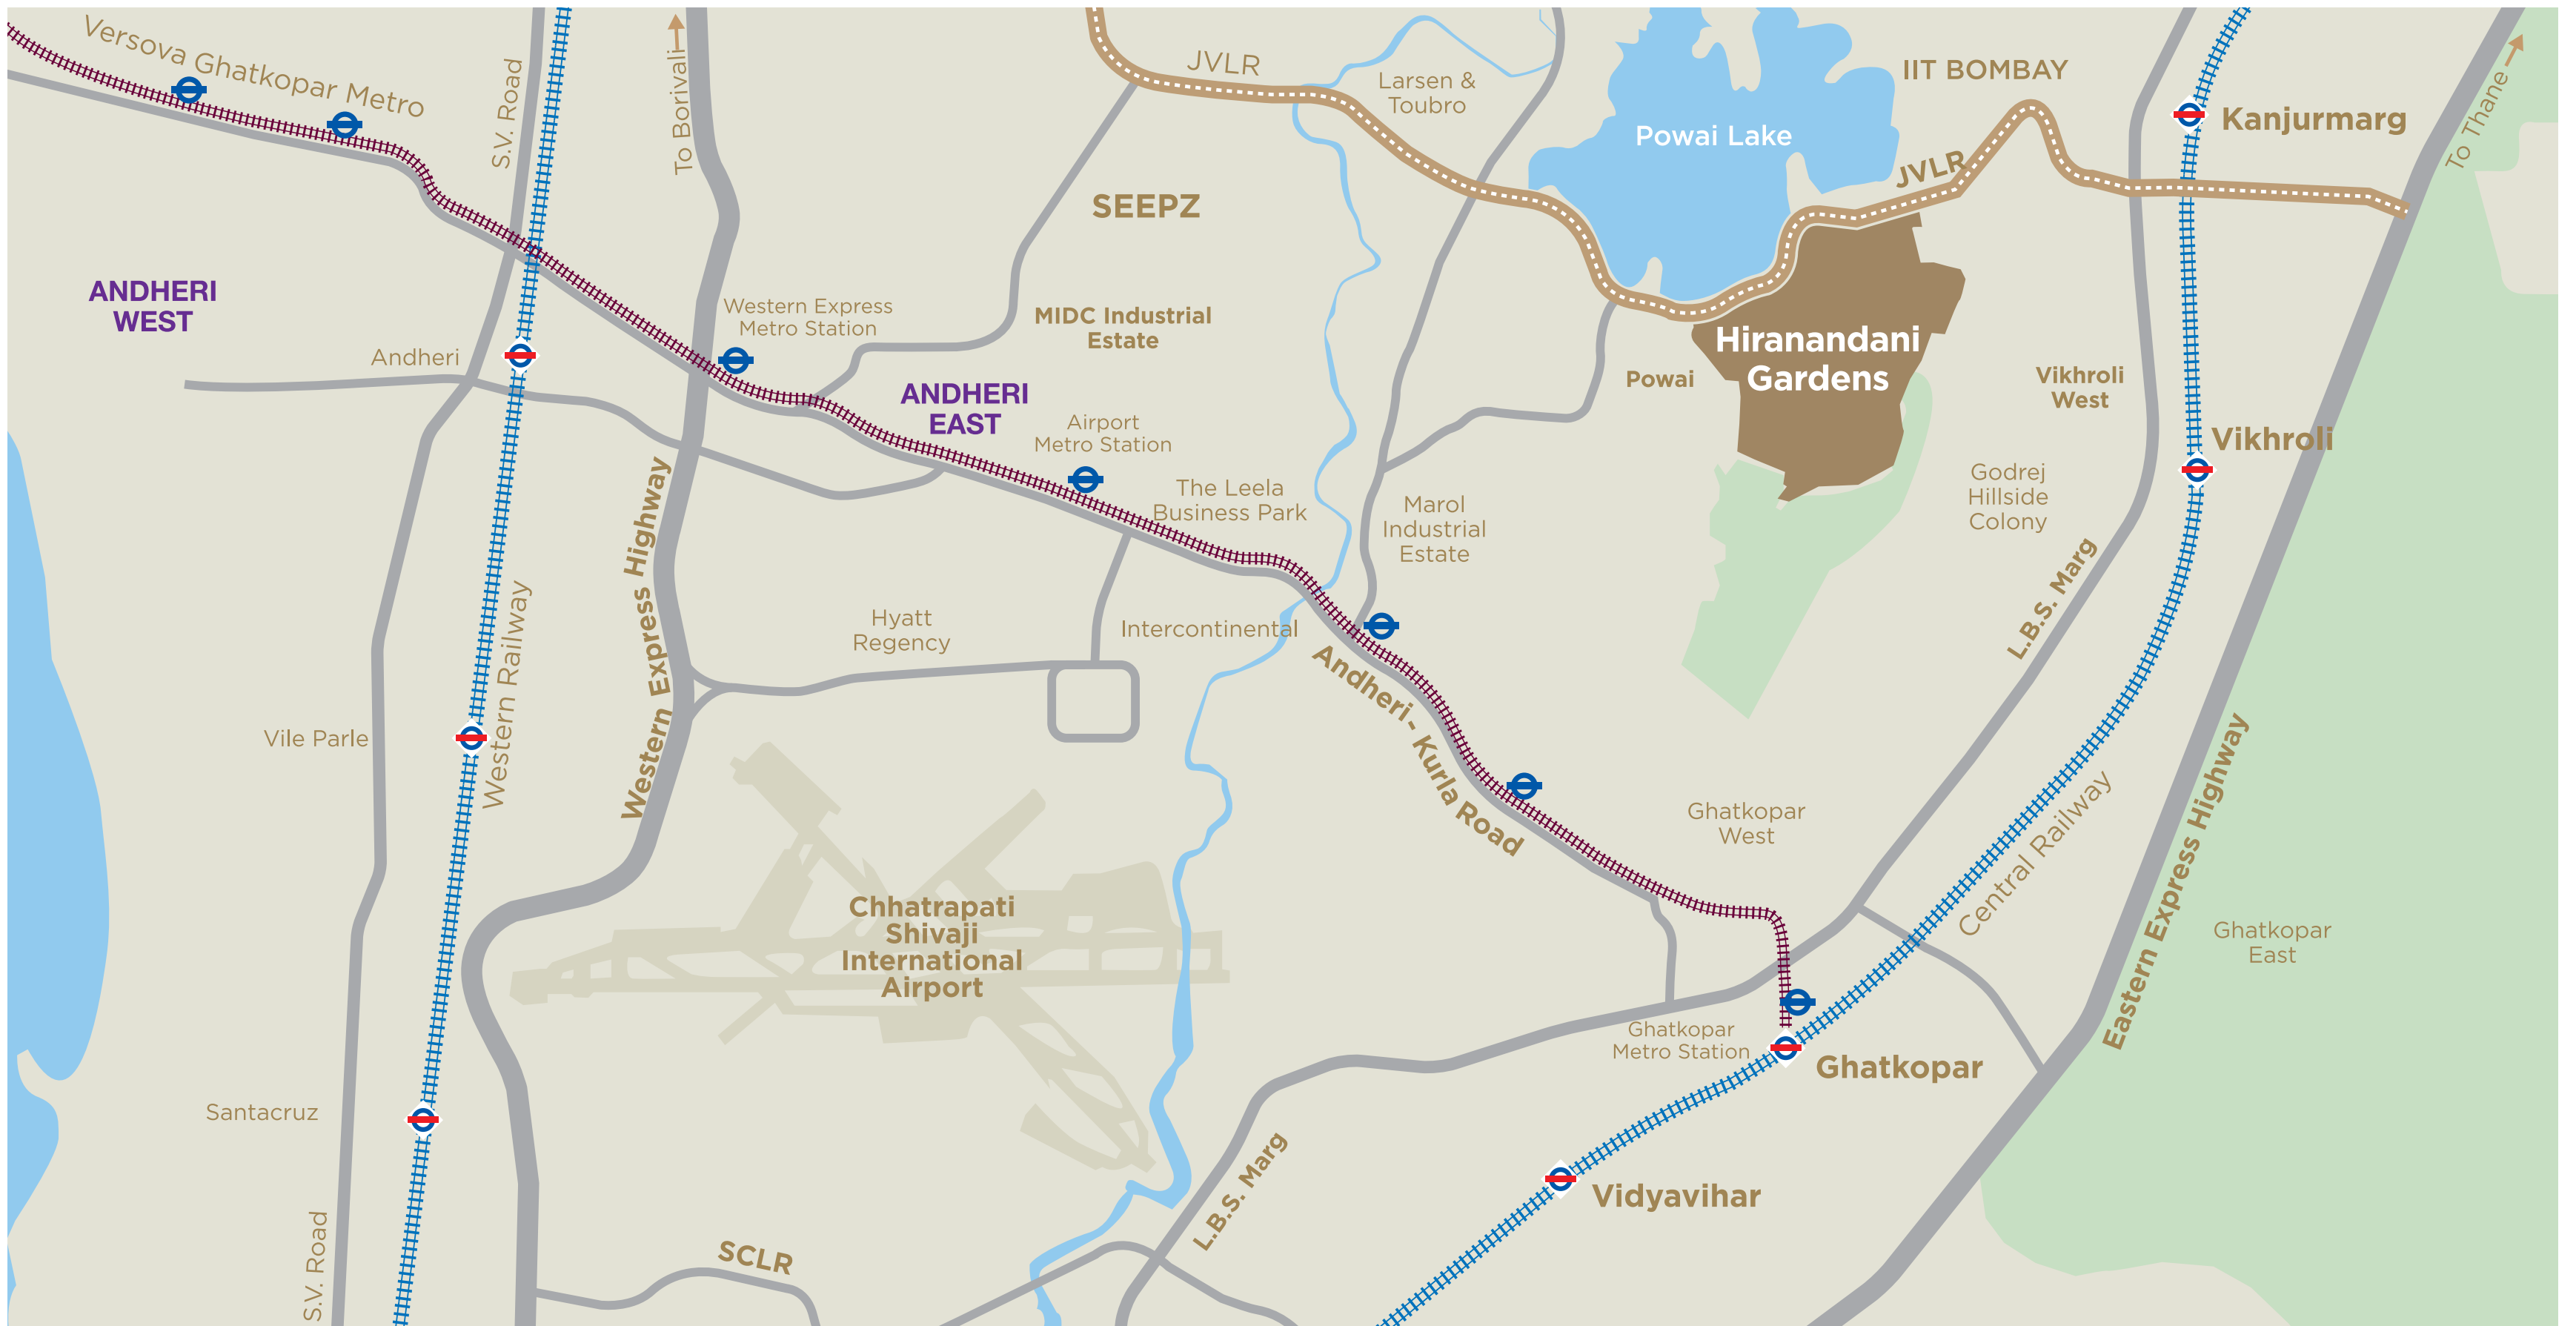 Versova Ghatkopar Metro
S.V. Road
To Borivali
JVLR
Larsen &
Toubro
Powai Lake
IIT BOMBAY
Kanjurmarg
To Thane
JVLR
SEEPZ
ANDHERI
WEST
Western Express
Metro Station
MIDC Industrial
Estate
Hiranandani
Gardens
Andheri
Powai
Vikhroli
West
ANDHERI
EAST
Airport
Metro Station
Vikhroli
The Leela
Business Park
Marol
Industrial
Estate
Godrej
Hillside
Colony
Western Express Highway
Western Railway
Hyatt
Regency
Intercontinental
L.B.S. Marg
Andheri - Kurla Road
Vile Parle
Ghatkopar
West
Central Railway
Eastern Express Highway
Chhatrapati
Shivaji
International
Airport
Ghatkopar
East
Ghatkopar
Metro Station
Ghatkopar
Santacruz
L.B.S. Marg
Vidyavihar
S.V. Road
SCLR